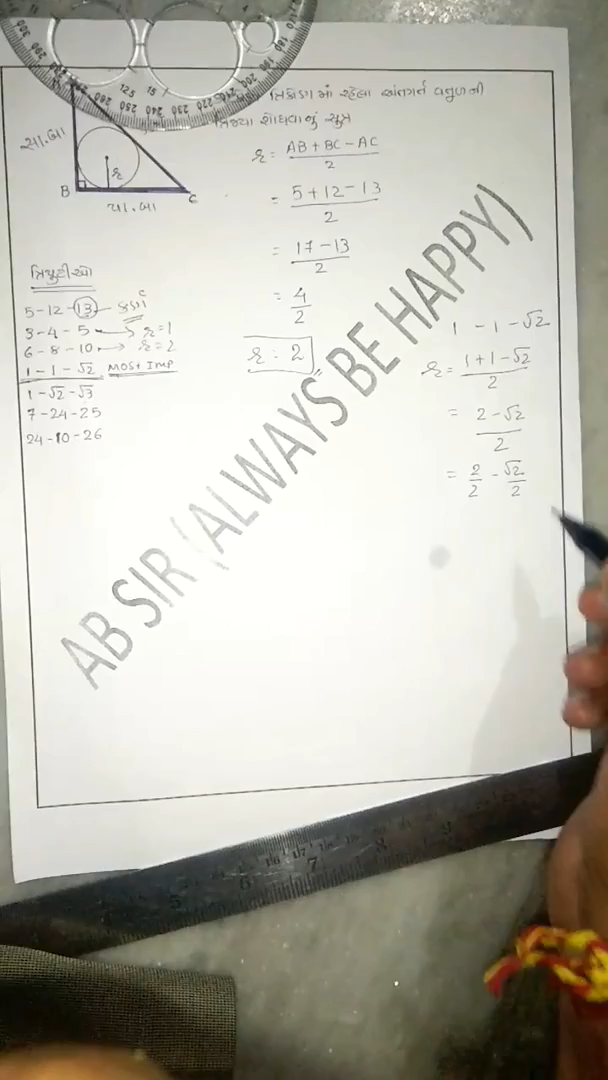 ત્રિકોણ માં રહેલા અંતર્ગત વર્તુળની
ત્રિજ્યા શોધવાનું સૂત્ર
સા.બા
r
B
C
પા.બા
r = AB + BC - AC / 2
= 5 + 12 - 13 / 2
= 17 - 13 / 2
= 4 / 2
r = 2
ત્રિપુટીઓ
5 - 12 - 13 - કર્ણ
3 - 4 - 5 → r = 1
6 - 8 - 10 → r = 2
1 - 1 - √2 MOST IMP
1 - √2 - √3
7 - 24 - 25
24 - 10 - 26
1 - 1 - √2
r = 1 + 1 - √2 / 2
= 2 - √2 / 2
= 2/2 - √2/2
AB SIR (ALWAYS BE HAPPY)